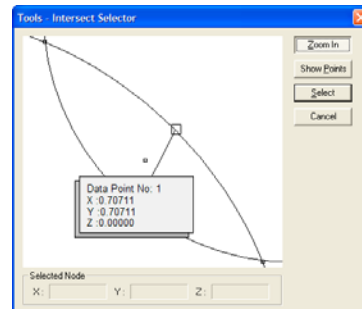 Tools - Intersect Selector
Zoom In
Show Points
Select
Cancel
Data Point No: 1
X :0.70711
Y :0.70711
Z :0.00000
Selected Node
X: Y: Z: